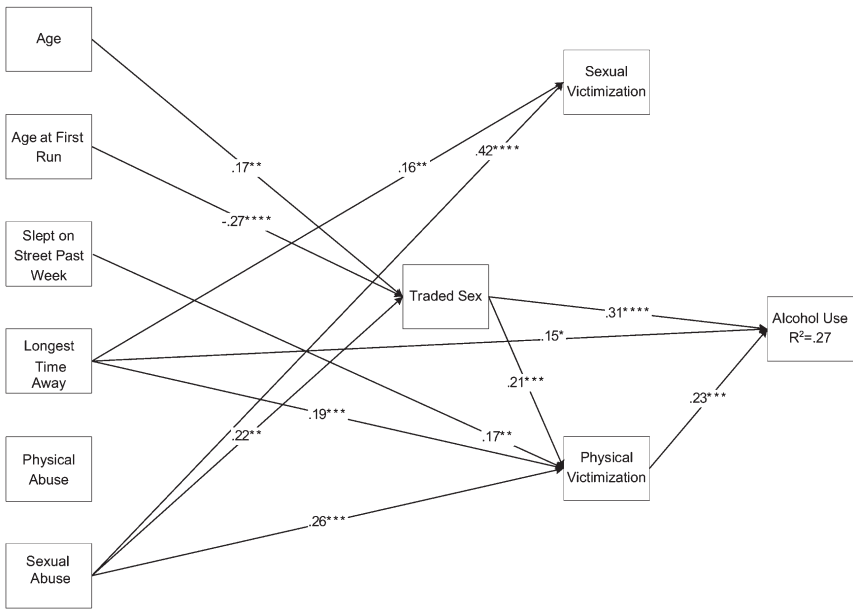 Age
Age at First
Run
Slept on
Street Past
Week
Longest
Time
Away
Physical
Abuse
Sexual
Abuse
.17**
-.27****
.16**
.42****
.22**
.19***
.17**
.26***
Sexual
Victimization
Traded Sex
.31****
.15*
.21***
.23***
Physical
Victimization
Alcohol Use
R²=.27